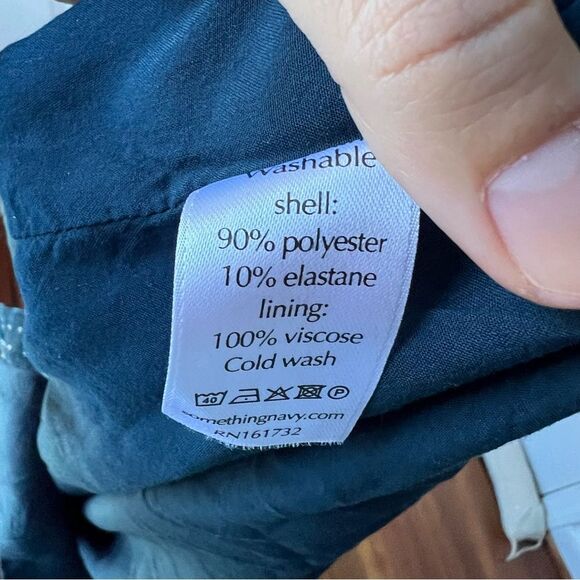 Washable
shell:
90% polyester
10% elastane
lining:
100% viscose
Cold wash
40 P
somethingnavy.com
RN161732